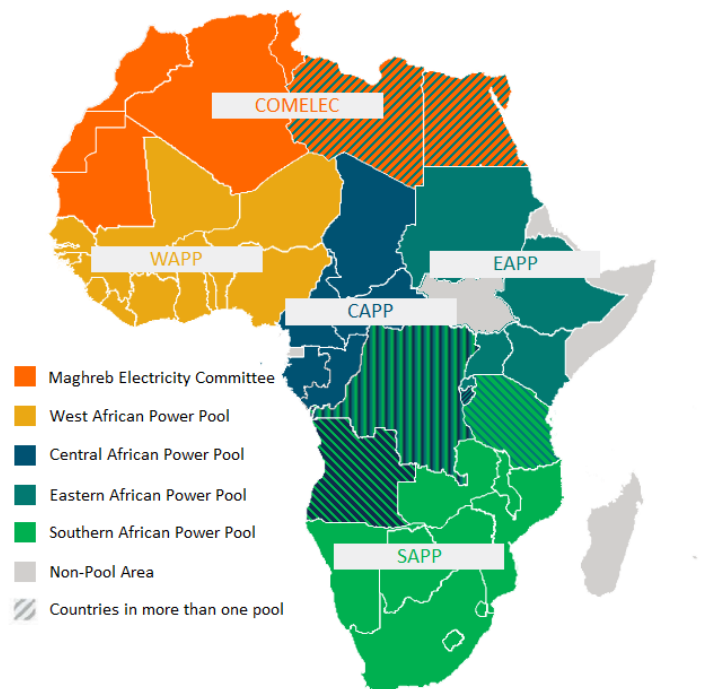 COMELEC
WAPP
EAPP
CAPP
Maghreb Electricity Committee
West African Power Pool
Central African Power Pool
Eastern African Power Pool
Southern African Power Pool
SAPP
Non-Pool Area
Countries in more than one pool